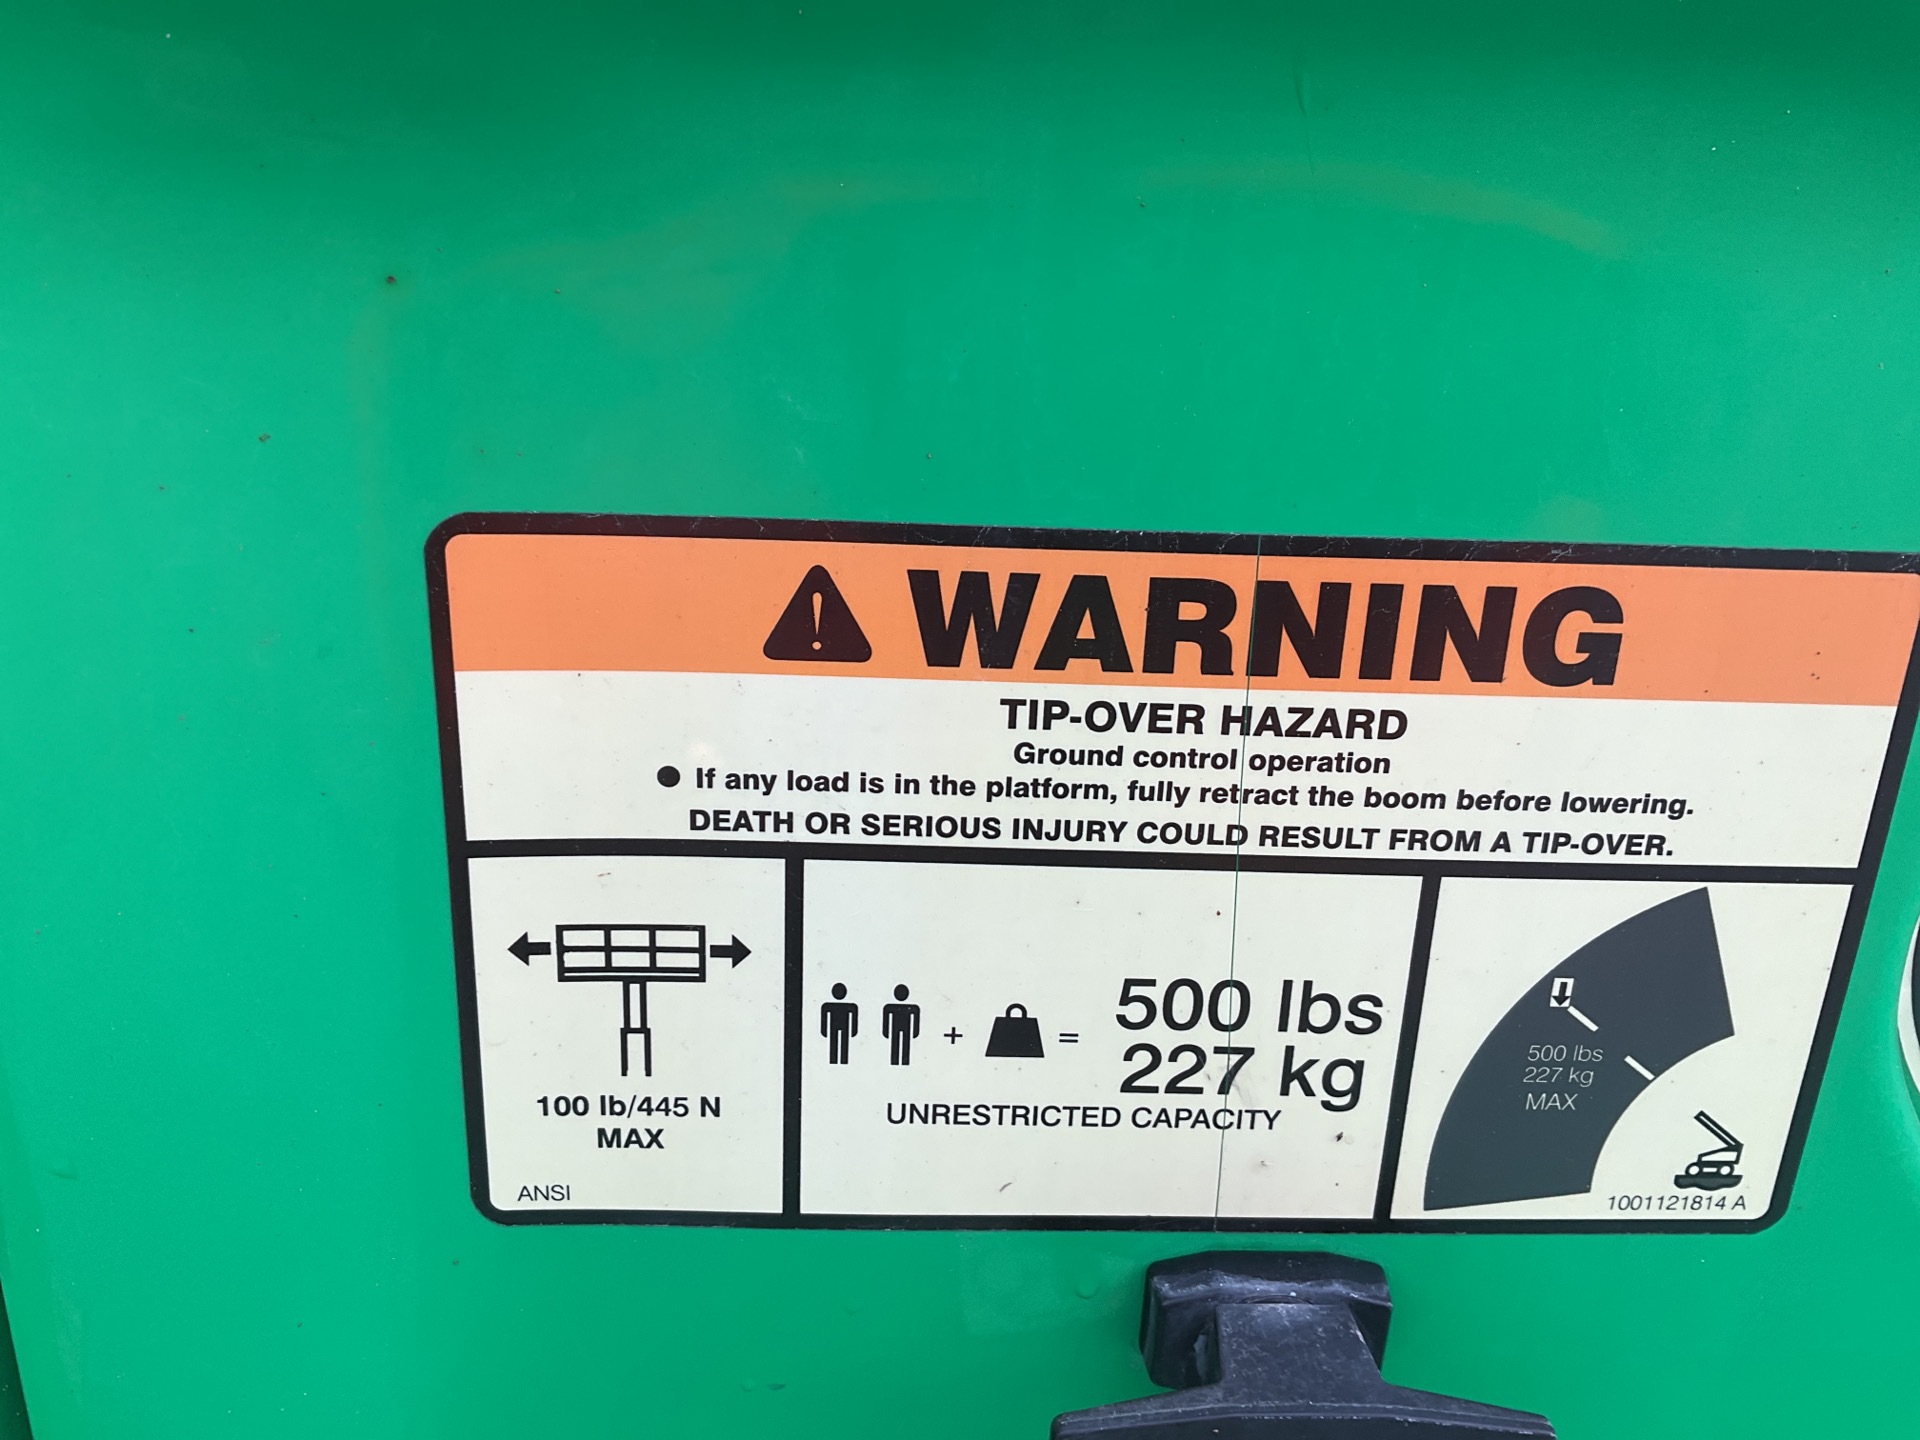 WARNING
TIP-OVER HAZARD
Ground control operation
● If any load is in the platform, fully retract the boom before lowering.
DEATH OR SERIOUS INJURY COULD RESULT FROM A TIP-OVER.
100 lb/445 N
MAX
ANSI
+ = 500 lbs
227 kg
UNRESTRICTED CAPACITY
500 lbs
227 kg
MAX
1001121814 A